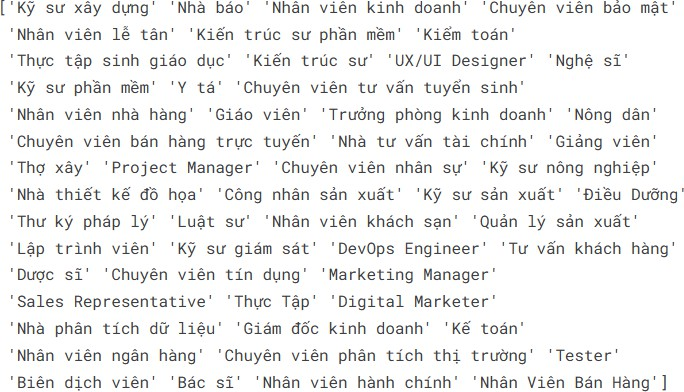 ['Kỹ sư xây dựng' 'Nhà báo' 'Nhân viên kinh doanh' 'Chuyên viên bảo mật'
'Nhân viên lễ tân' 'Kiến trúc sư phần mềm' 'Kiểm toán'
'Thực tập sinh giáo dục' 'Kiến trúc sư' 'UX/UI Designer' 'Nghệ sĩ'
'Kỹ sư phần mềm' 'Y tá' 'Chuyên viên tư vấn tuyển sinh'
'Nhân viên nhà hàng' 'Giáo viên' 'Trưởng phòng kinh doanh' 'Nông dân'
'Chuyên viên bán hàng trực tuyến' 'Nhà tư vấn tài chính' 'Giảng viên'
'Thợ xây' 'Project Manager' 'Chuyên viên nhân sự' 'Kỹ sư nông nghiệp'
'Nhà thiết kế đồ họa' 'Công nhân sản xuất' 'Kỹ sư sản xuất' 'Điều Dưỡng'
'Thư ký pháp lý' 'Luật sư' 'Nhân viên khách sạn' 'Quản lý sản xuất'
'Lập trình viên' 'Kỹ sư giám sát' 'DevOps Engineer' 'Tư vấn khách hàng'
'Dược sĩ' 'Chuyên viên tín dụng' 'Marketing Manager'
'Sales Representative' 'Thực Tập' 'Digital Marketer'
'Nhà phân tích dữ liệu' 'Giám đốc kinh doanh' 'Kế toán'
'Nhân viên ngân hàng' 'Chuyên viên phân tích thị trường' 'Tester'
'Biên dịch viên' 'Bác sĩ' 'Nhân viên hành chính' 'Nhân Viên Bán Hàng']